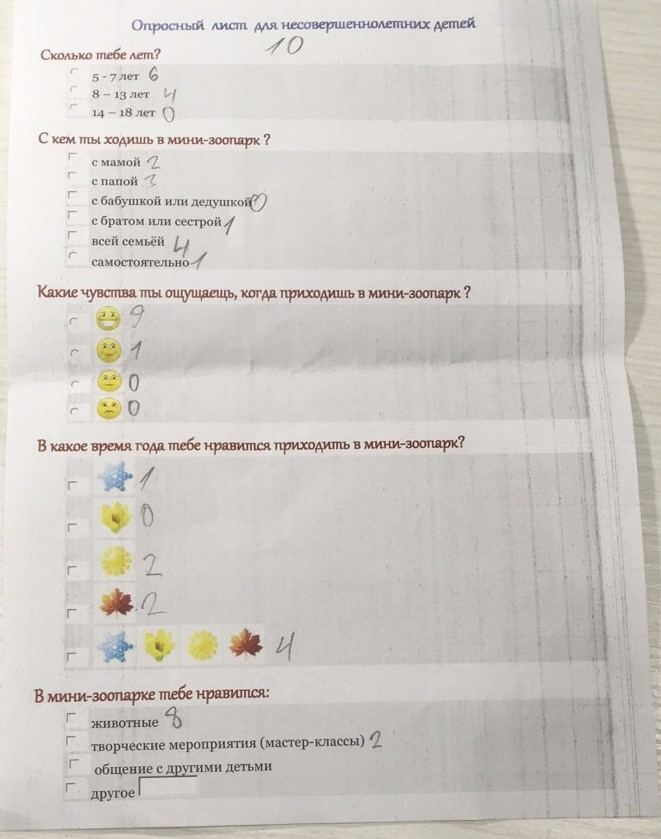 Опросный лист для несовершеннолетних детей
10
Сколько тебе лет?
5 - 7 лет 6
8 – 13 лет 4
14 – 18 лет 0
С кем ты ходишь в мини-зоопарк ?
с мамой 2
с папой 3
с бабушкой или дедушкой 0
с братом или сестрой 1
всей семьёй 4
самостоятельно 1
Какие чувства ты ощущаещь, когда приходишь в мини-зоопарк ?
9
1
0
0
В какое время года тебе нравится приходить в мини-зоопарк?
1
0
2
2
4
В мини-зоопарке тебе нравится:
животные 8
творческие мероприятия (мастер-классы) 2
общение с другими детьми
другое